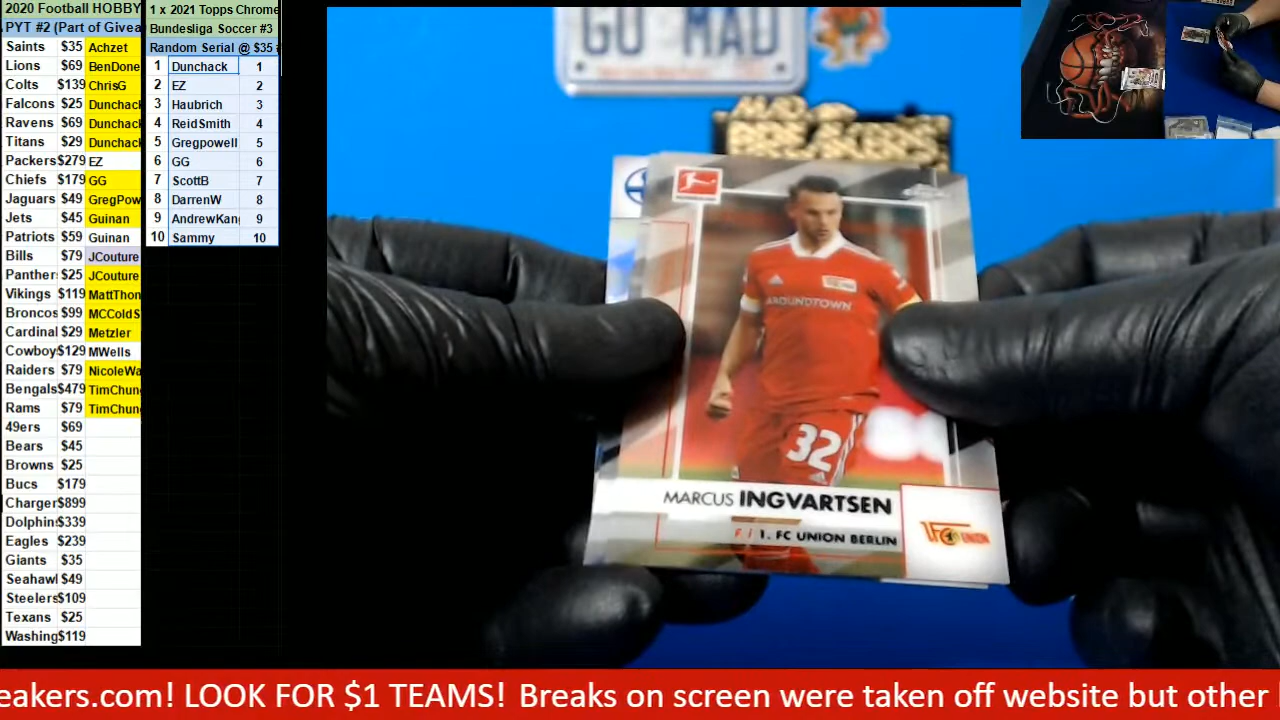 2020 Football HOBBY
PYT #2 (Part of Givea
Saints $35 Achzet
Lions $69 BenDone
Colts $139 ChrisG
Falcons $25 Dunchack
Ravens $69 Dunchack
Titans $29 Dunchack
Packers $279 EZ
Chiefs $179 GG
Jaguars $49 GregPow
Jets $45 Guinan
Patriots $59 Guinan
Bills $79 JCouture
Panther $25 JCouture
Vikings $119 MattThon
Broncos $99 MCColdS
Cardinal $29 Metzler
Cowboy $129 MWells
Raiders $79 NicoleWa
Bengals $479 TimChun
Rams $79 TimChun
49ers $69
Bears $45
Browns $25
Bucs $179
Charger $899
Dolphin $339
Eagles $239
Giants $35
Seahawl $49
Steelers $109
Texans $25
Washing $119
1 x 2021 Topps Chrome
Bundesliga Soccer #3
Random Serial @ $35
1 Dunchack 1
2 EZ 2
3 Haubrich 3
4 ReidSmith 4
5 Gregpowell 5
6 GG 6
7 ScottB 7
8 DarrenW 8
9 AndrewKang 9
10 Sammy 10
GO MAD
AROUNDTOWN
32
MARCUS INGVARTSEN
F | 1. FC UNION BERLIN
UNION
eakers.com! LOOK FOR $1 TEAMS! Breaks on screen were taken off website but other